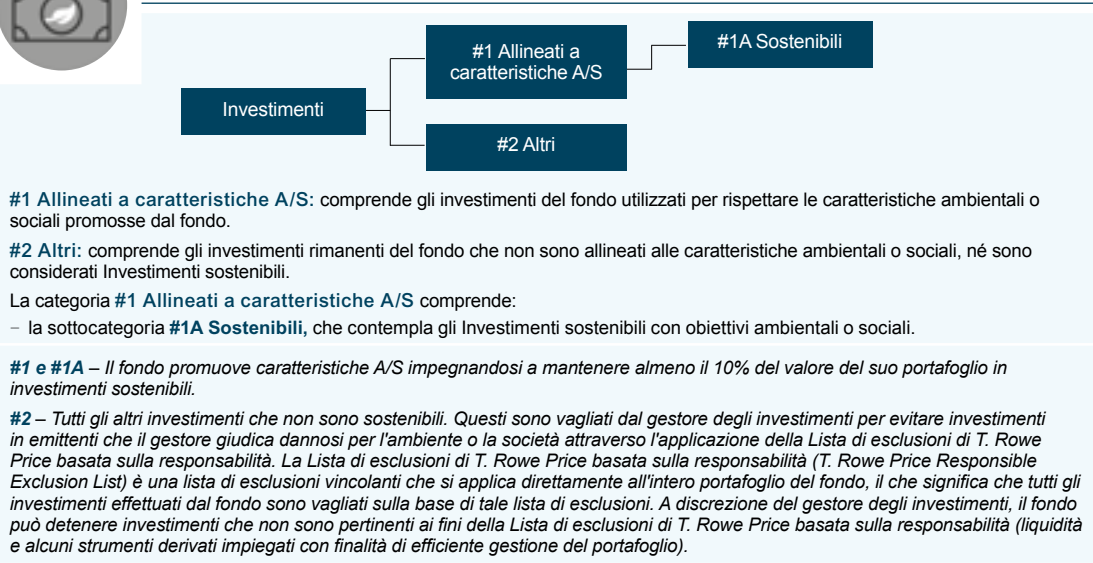 #1 Allineati a
caratteristiche A/S
#1A Sostenibili
Investimenti
#2 Altri
#1 Allineati a caratteristiche A/S: comprende gli investimenti del fondo utilizzati per rispettare le caratteristiche ambientali o
sociali promosse dal fondo.
#2 Altri: comprende gli investimenti rimanenti del fondo che non sono allineati alle caratteristiche ambientali o sociali, né sono
considerati Investimenti sostenibili.
La categoria #1 Allineati a caratteristiche A/S comprende:
– la sottocategoria #1A Sostenibili, che contempla gli Investimenti sostenibili con obiettivi ambientali o sociali.
#1 e #1A – Il fondo promuove caratteristiche A/S impegnandosi a mantenere almeno il 10% del valore del suo portafoglio in
investimenti sostenibili.
#2 – Tutti gli altri investimenti che non sono sostenibili. Questi sono vagliati dal gestore degli investimenti per evitare investimenti
in emittenti che il gestore giudica dannosi per l'ambiente o la società attraverso l'applicazione della Lista di esclusioni di T. Rowe
Price basata sulla responsabilità. La Lista di esclusioni di T. Rowe Price basata sulla responsabilità (T. Rowe Price Responsible
Exclusion List) è una lista di esclusioni vincolanti che si applica direttamente all'intero portafoglio del fondo, il che significa che tutti gli
investimenti effettuati dal fondo sono vagliati sulla base di tale lista di esclusioni. A discrezione del gestore degli investimenti, il fondo
può detenere investimenti che non sono pertinenti ai fini della Lista di esclusioni di T. Rowe Price basata sulla responsabilità (liquidità
e alcuni strumenti derivati impiegati con finalità di efficiente gestione del portafoglio).